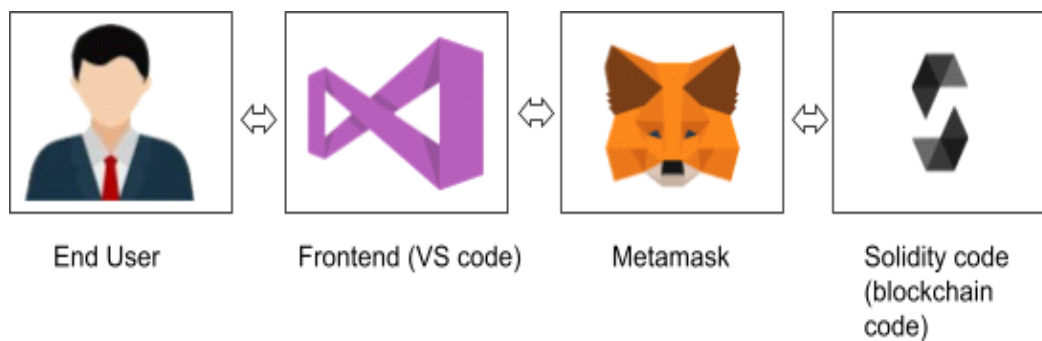 End User
Frontend (VS code)
Metamask
Solidity code
(blockchain
code)